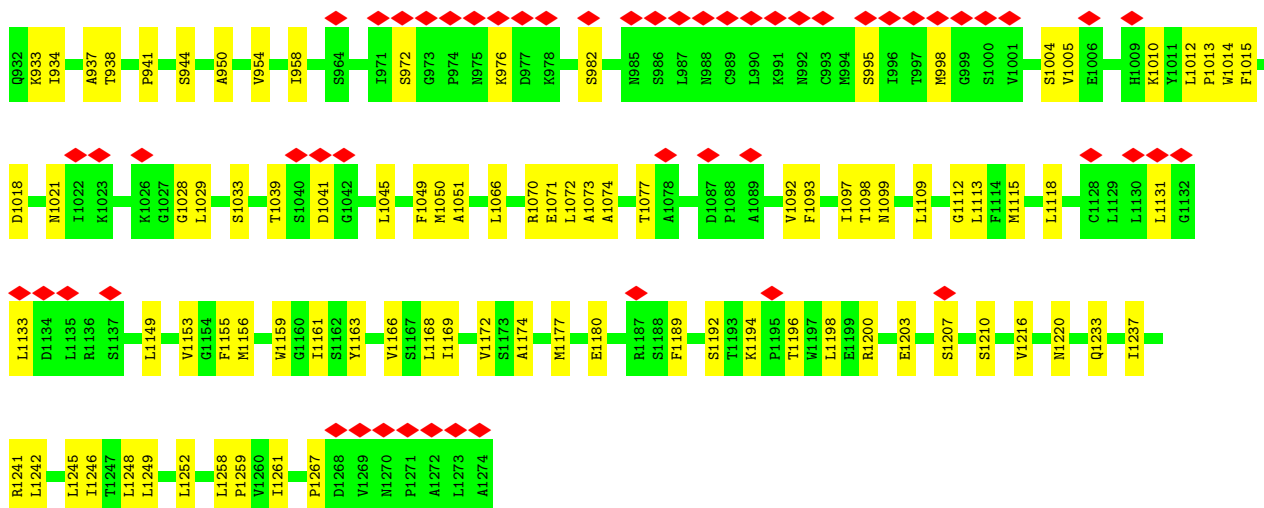 Q932 K933 I934 A937 T938 P941 S944 A950 V954 I958 S964 I971 S972 G973 P974 N975 K976 D977 K978 S982 N985 S986 L987 N988 C989 L990 K991 N992 C993 M994 S995 I996 T997 M998 G999 S1000 V1001 S1004 V1005 E1006 H1009 K1010 Y1011 L1012 P1013 W1014 F1015
D1018 N1021 I1022 K1023 K1026 G1027 G1028 L1029 S1033 T1039 S1040 D1041 G1042 L1045 F1049 M1050 A1051 L1066 R1070 E1071 L1072 A1073 A1074 T1077 A1078 D1087 P1088 A1089 V1092 F1093 I1097 T1098 N1099 L1109 G1112 L1113 F1114 M1115 L1118 C1128 L1129 L1130 L1131 G1132
L1133 D1134 L1135 R1136 S1137 L1149 V1153 G1154 F1155 M1156 W1159 G1160 I1161 S1162 Y1163 V1166 S1167 L1168 I1169 V1172 S1173 A1174 M1177 E1180 R1187 S1188 F1189 S1192 T1193 K1194 P1195 T1196 W1197 L1198 E1199 R1200 E1203 S1207 S1210 V1216 N1220 Q1233 I1237
R1241 L1242 L1245 I1246 T1247 L1248 L1249 L1252 L1258 P1259 V1260 I1261 P1267 D1268 V1269 N1270 P1271 A1272 L1273 A1274